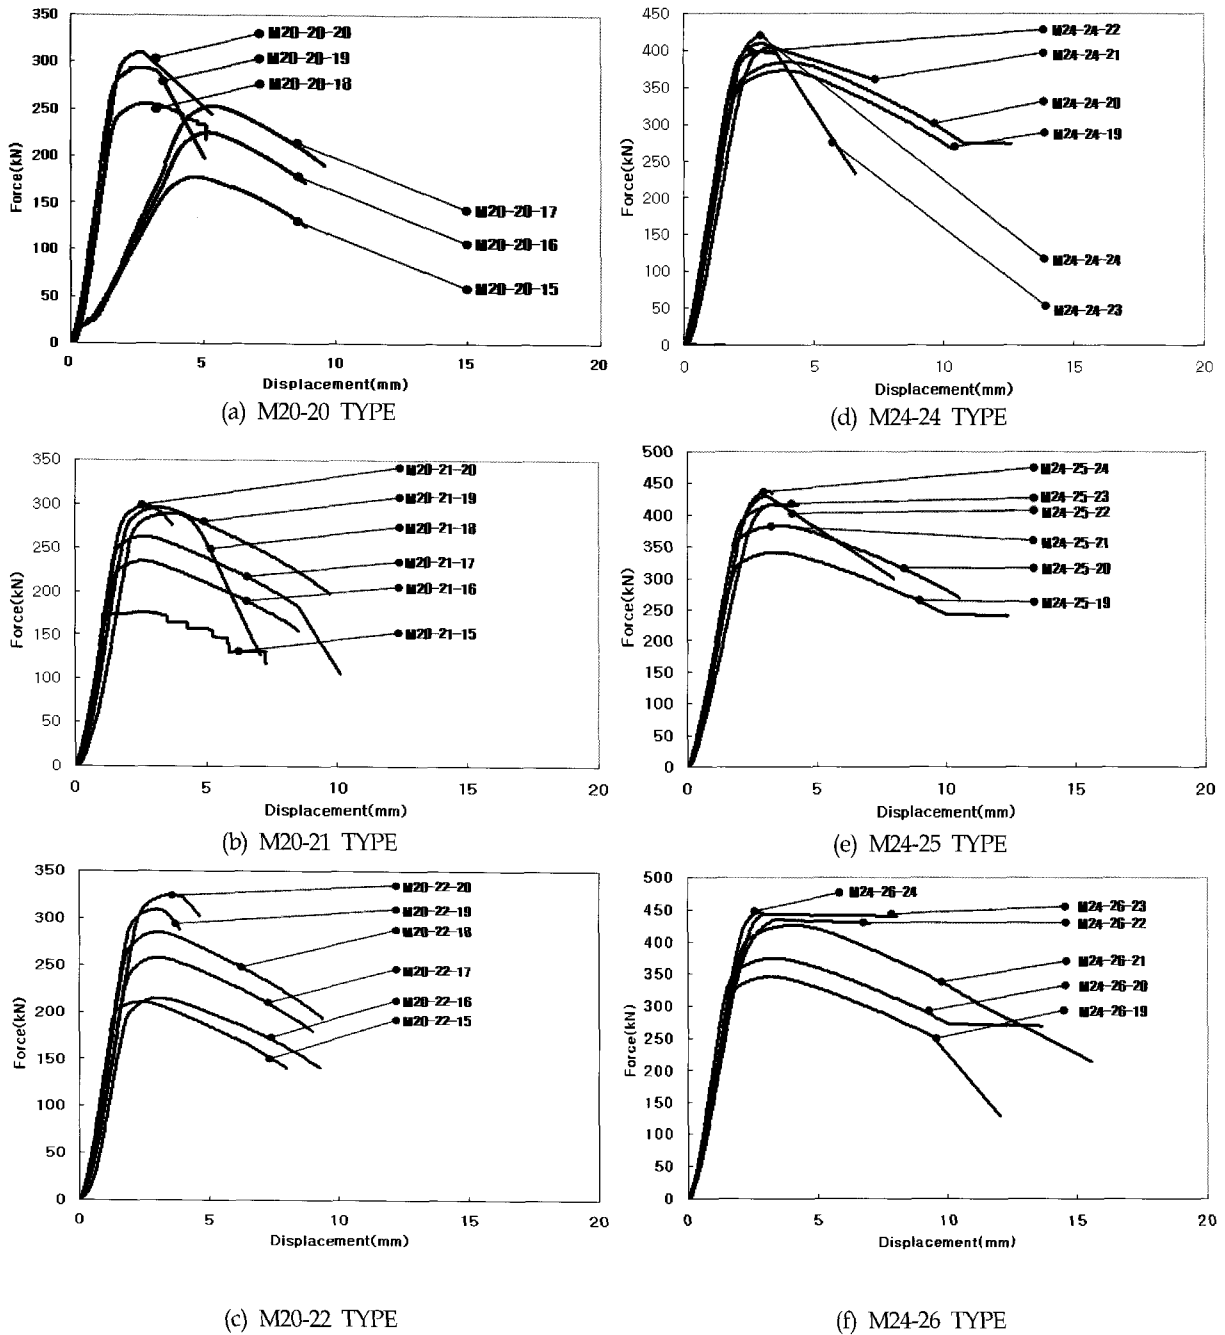 350
300
250
200
150
100
50
0
Force(kN)
0 5 10 15 20
Displacement(mm)
M20-20-20
M20-20-19
M20-20-18
M20-20-17
M20-20-16
M20-20-15
(a) M20-20 TYPE
450
400
350
300
250
200
150
100
50
0
Force(kN)
0 5 10 15 20
Displacement(mm)
M24-24-22
M24-24-21
M24-24-20
M24-24-19
M24-24-24
M24-24-23
(d) M24-24 TYPE
350
300
250
200
150
100
50
0
Force(kN)
0 5 10 15 20
Displacement(mm)
M20-21-20
M20-21-19
M20-21-18
M20-21-17
M20-21-16
M20-21-15
(b) M20-21 TYPE
500
450
400
350
300
250
200
150
100
50
0
Force(kN)
0 5 10 15 20
Displacement(mm)
M24-25-24
M24-25-23
M24-25-22
M24-25-21
M24-25-20
M24-25-19
(e) M24-25 TYPE
350
300
250
200
150
100
50
0
Force(kN)
0 5 10 15 20
Displacement(mm)
M20-22-20
M20-22-19
M20-22-18
M20-22-17
M20-22-16
M20-22-15
(c) M20-22 TYPE
500
450
400
350
300
250
200
150
100
50
0
Force(kN)
0 5 10 15 20
Displacement(mm)
M24-26-24
M24-26-23
M24-26-22
M24-26-21
M24-26-20
M24-26-19
(f) M24-26 TYPE